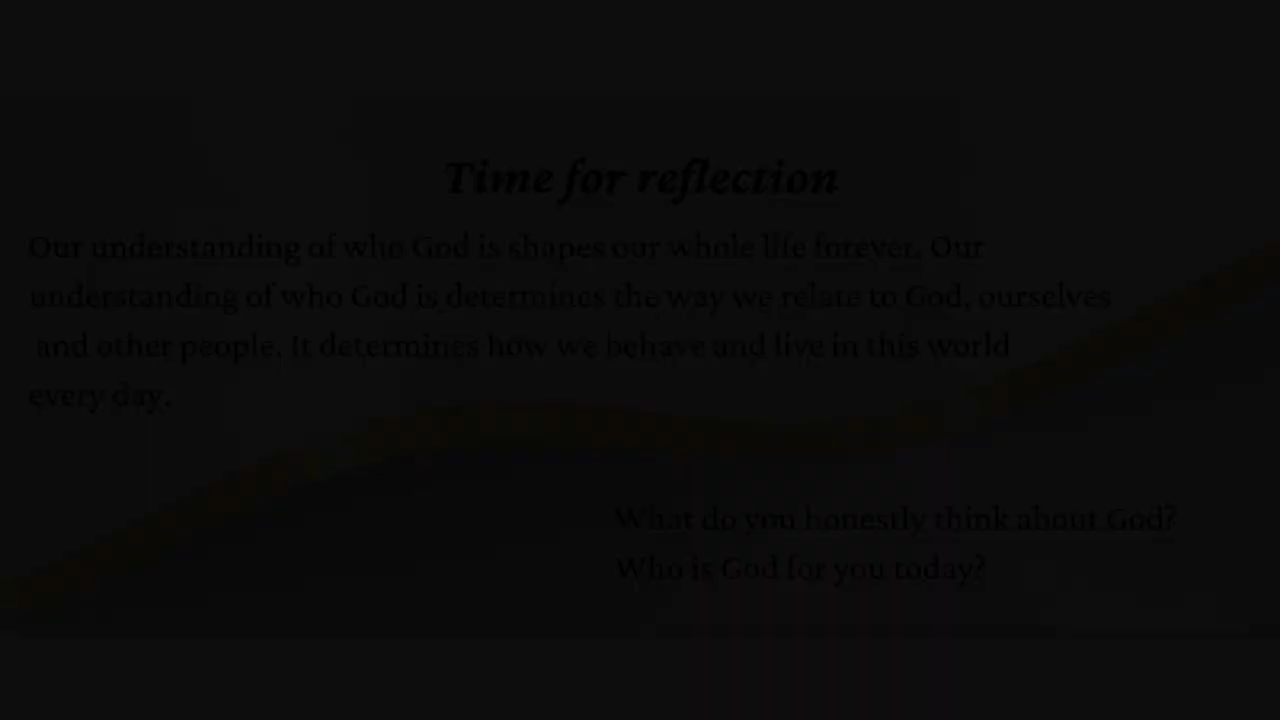 Time for reflection
Our understanding of who God is shapes our whole life forever. Our
understanding of who God is determines the way we relate to God, ourselves
and other people. It determines how we behave and live in this world
every day.
What do you honestly think about God?
Who is God for you today?